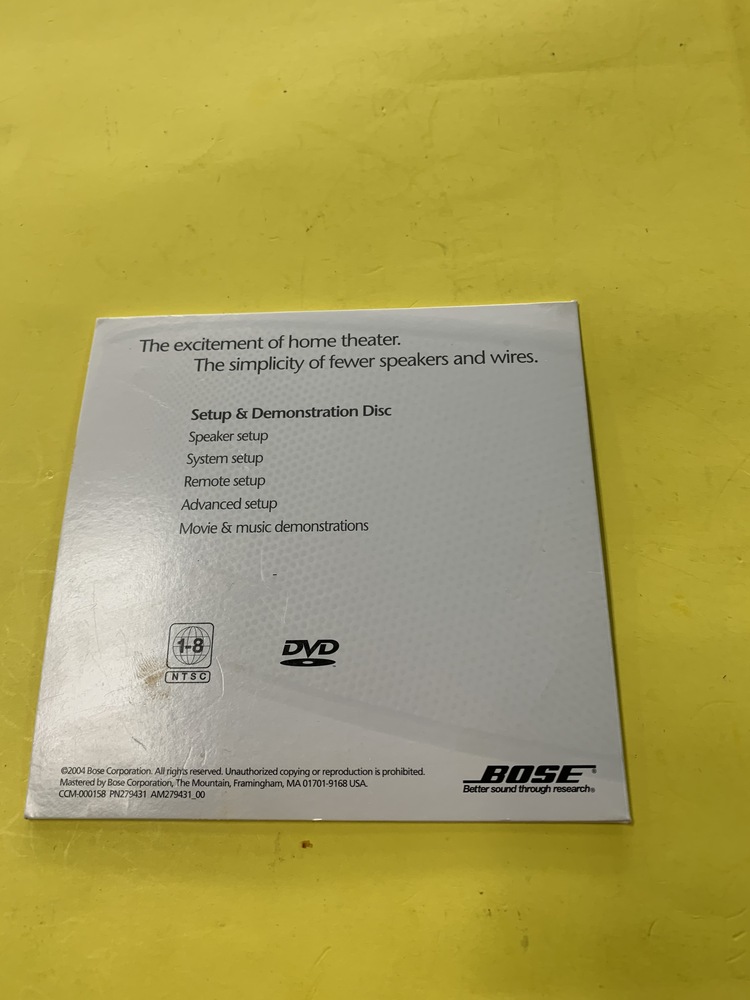 The excitement of home theater.
The simplicity of fewer speakers and wires.
Setup & Demonstration Disc
Speaker setup
System setup
Remote setup
Advanced setup
Movie & music demonstrations
1-8
NTSC
DVD
©2004 Bose Corporation. All rights reserved. Unauthorized copying or reproduction is prohibited.
Mastered by Bose Corporation, The Mountain, Framingham, MA 01701-9168 USA.
CCM-000158 PN279431 AM279431_00
BOSE®
Better sound through research®